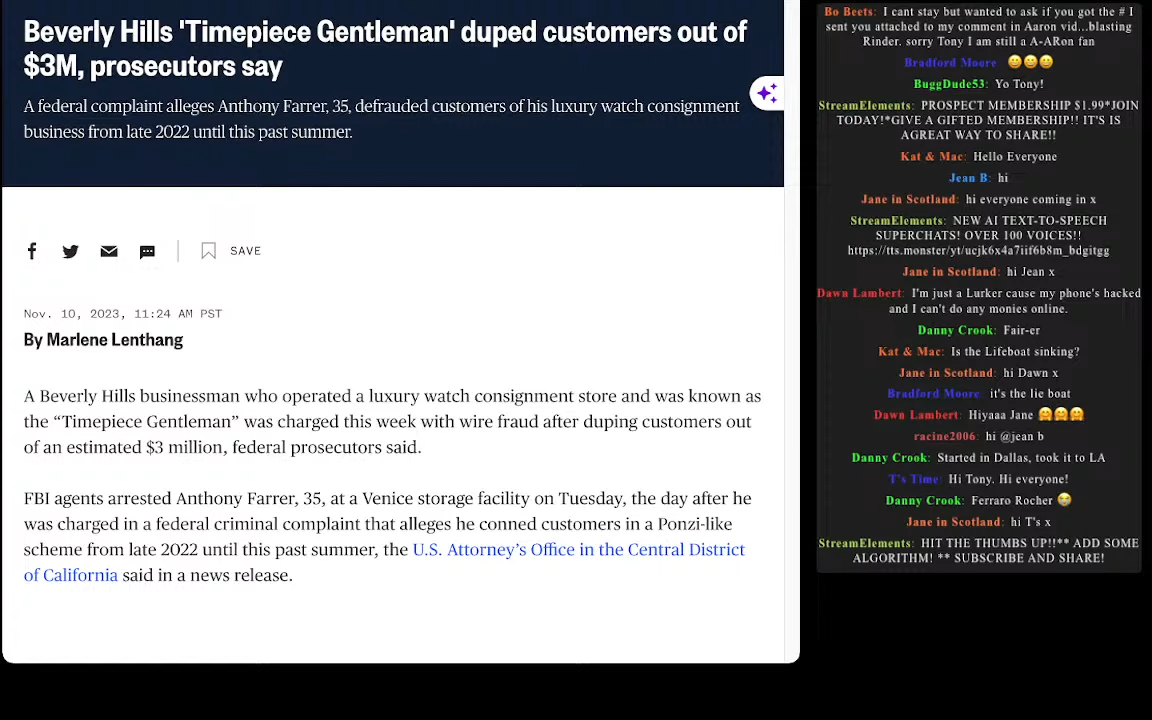 Beverly Hills 'Timepiece Gentleman' duped customers out of
$3M, prosecutors say
A federal complaint alleges Anthony Farrer, 35, defrauded customers of his luxury watch consignment
business from late 2022 until this past summer.
SAVE
Nov. 10, 2023, 11:24 AM PST
By Marlene Lenthang
A Beverly Hills businessman who operated a luxury watch consignment store and was known as
the “Timepiece Gentleman” was charged this week with wire fraud after duping customers out
of an estimated $3 million, federal prosecutors said.
FBI agents arrested Anthony Farrer, 35, at a Venice storage facility on Tuesday, the day after he
was charged in a federal criminal complaint that alleges he conned customers in a Ponzi-like
scheme from late 2022 until this past summer, the U.S. Attorney’s Office in the Central District
of California said in a news release.
Bo Beets: I cant stay but wanted to ask if you got the # I
sent you attached to my comment in Aaron vid...blasting
Rinder. sorry Tony I am still a A-ARon fan
Bradford Moore 😄😄😄
BuggDude53: Yo Tony!
StreamElements: PROSPECT MEMBERSHIP $1.99*JOIN
TODAY!*GIVE A GIFTED MEMBERSHIP!! IT'S IS
AGREAT WAY TO SHARE!!
Kat & Mac: Hello Everyone
Jean B: hi
Jane in Scotland: hi everyone coming in x
StreamElements: NEW AI TEXT-TO-SPEECH
SUPERCHATS! OVER 100 VOICES!!
https://tts.monster/yt/ucjk6x4a7iif6b8m_bdgitgg
Jane in Scotland: hi Jean x
Dawn Lambert: I'm just a Lurker cause my phone's hacked
and I can't do any monies online.
Danny Crook: Fair-er
Kat & Mac: Is the Lifeboat sinking?
Jane in Scotland: hi Dawn x
Bradford Moore: it's the lie boat
Dawn Lambert: Hiyaaa Jane 🤗🤗🤗
racine2006: hi @jean b
Danny Crook: Started in Dallas, took it to LA
T's Time: Hi Tony. Hi everyone!
Danny Crook: Ferraro Rocher 😭
Jane in Scotland: hi T's x
StreamElements: HIT THE THUMBS UP!!** ADD SOME
ALGORITHM! ** SUBSCRIBE AND SHARE!